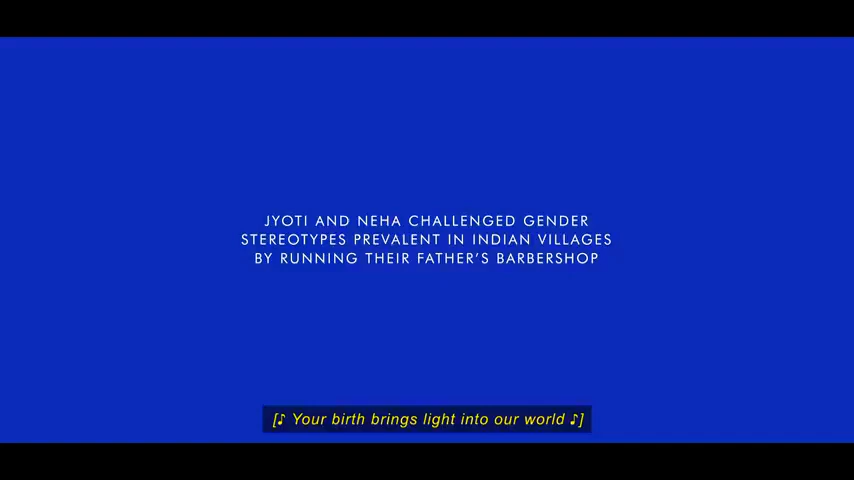 JYOTI AND NEHA CHALLENGED GENDER
STEREOTYPES PREVALENT IN INDIAN VILLAGES
BY RUNNING THEIR FATHER'S BARBERSHOP
[♪ Your birth brings light into our world ♪]